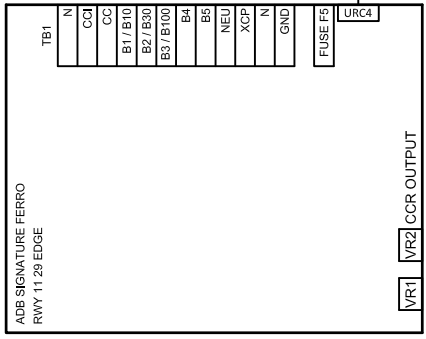 TB1
N
CCI
CC
B1 / B10
B2 / B30
B3 / B100
B4
B5
NEU
XCP
N
GND
FUSE F5
URC4
ADB SIGNATURE FERRO
RWY 11 29 EDGE
VR1
VR2
CCR OUTPUT